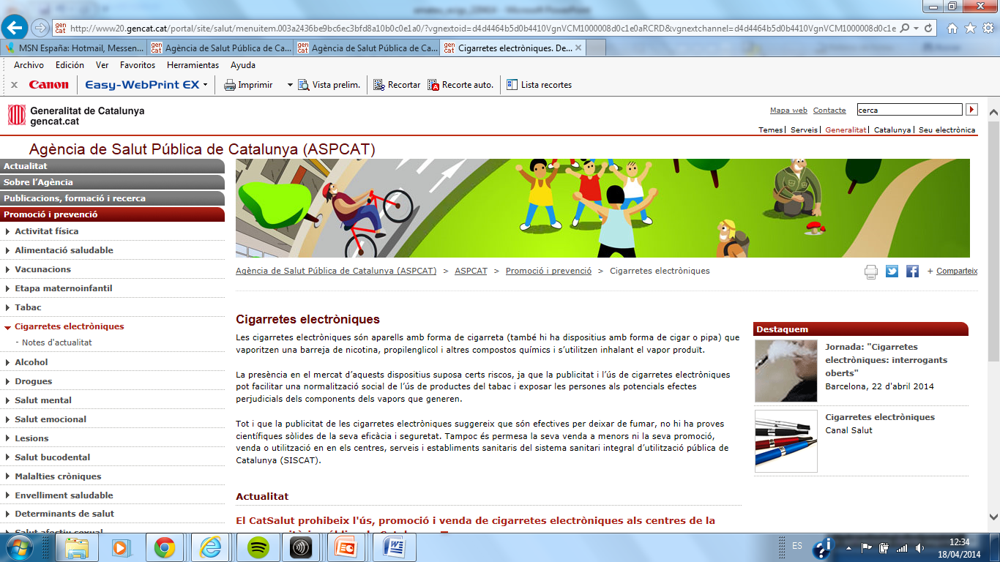 http://www20.gencat.cat/portal/site/salut/menuitem.003a2436be9bc6ec3bfd8a10b0c0e1a0/?vgnextoid=d4d4464b5d0b4410VgnVCM1000008d0c1e0aRCRD&vgnextchannel=d4d4464b5d0b4410VgnVCM1000008d0c1e
MSN España: Hotmail, Messen...
Agència de Salut Pública de Ca...
Agència de Salut Pública de Ca...
Cigarretes electròniques. De...
Archivo Edición Ver Favoritos Herramientas Ayuda
Canon Easy-WebPrint EX Imprimir Vista prelim. Recortar Recorte auto. Lista recortes
Generalitat de Catalunya
gencat.cat
Mapa web Contacte cerca
Temes | Serveis | Generalitat | Catalunya | Seu electrònica
Agència de Salut Pública de Catalunya (ASPCAT)
Actualitat
Sobre l'Agència
Publicacions, formació i recerca
Promoció i prevenció
Activitat física
Alimentació saludable
Vacunacions
Etapa maternoinfantil
Tabac
Cigarretes electròniques
- Notes d'actualitat
Alcohol
Drogues
Salut mental
Salut emocional
Lesions
Salut bucodental
Malalties cròniques
Envelliment saludable
Determinants de salut
Salut afectiu sexual
Agència de Salut Pública de Catalunya (ASPCAT) > ASPCAT > Promoció i prevenció > Cigarretes electròniques
+ Comparteix
Cigarretes electròniques
Les cigarretes electròniques són aparells amb forma de cigarreta (també hi ha dispositius amb forma de cigar o pipa) que
vaporitzen una barreja de nicotina, propilenglicol i altres compostos químics i s'utilitzen inhalant el vapor produït.
La presència en el mercat d'aquests dispositius suposa certs riscos, ja que la publicitat i l'ús de cigarretes electròniques
pot facilitar una normalització social de l'ús de productes del tabac i exposar les persones als potencials efectes
perjudicials dels components dels vapors que generen.
Tot i que la publicitat de les cigarretes electròniques suggereix que són efectives per deixar de fumar, no hi ha proves
científiques sòlides de la seva eficàcia i seguretat. Tampoc és permesa la seva venda a menors ni la seva promoció,
venda o utilització en en els centres, serveis i establiments sanitaris del sistema sanitari integral d'utilització pública de
Catalunya (SISCAT).
Actualitat
El CatSalut prohibeix l'ús, promoció i venda de cigarretes electròniques als centres de la
Destaquem
Jornada: "Cigarretes
electròniques: interrogants
oberts"
Barcelona, 22 d'abril 2014
Cigarretes electròniques
Canal Salut
ES
12:34
18/04/2014